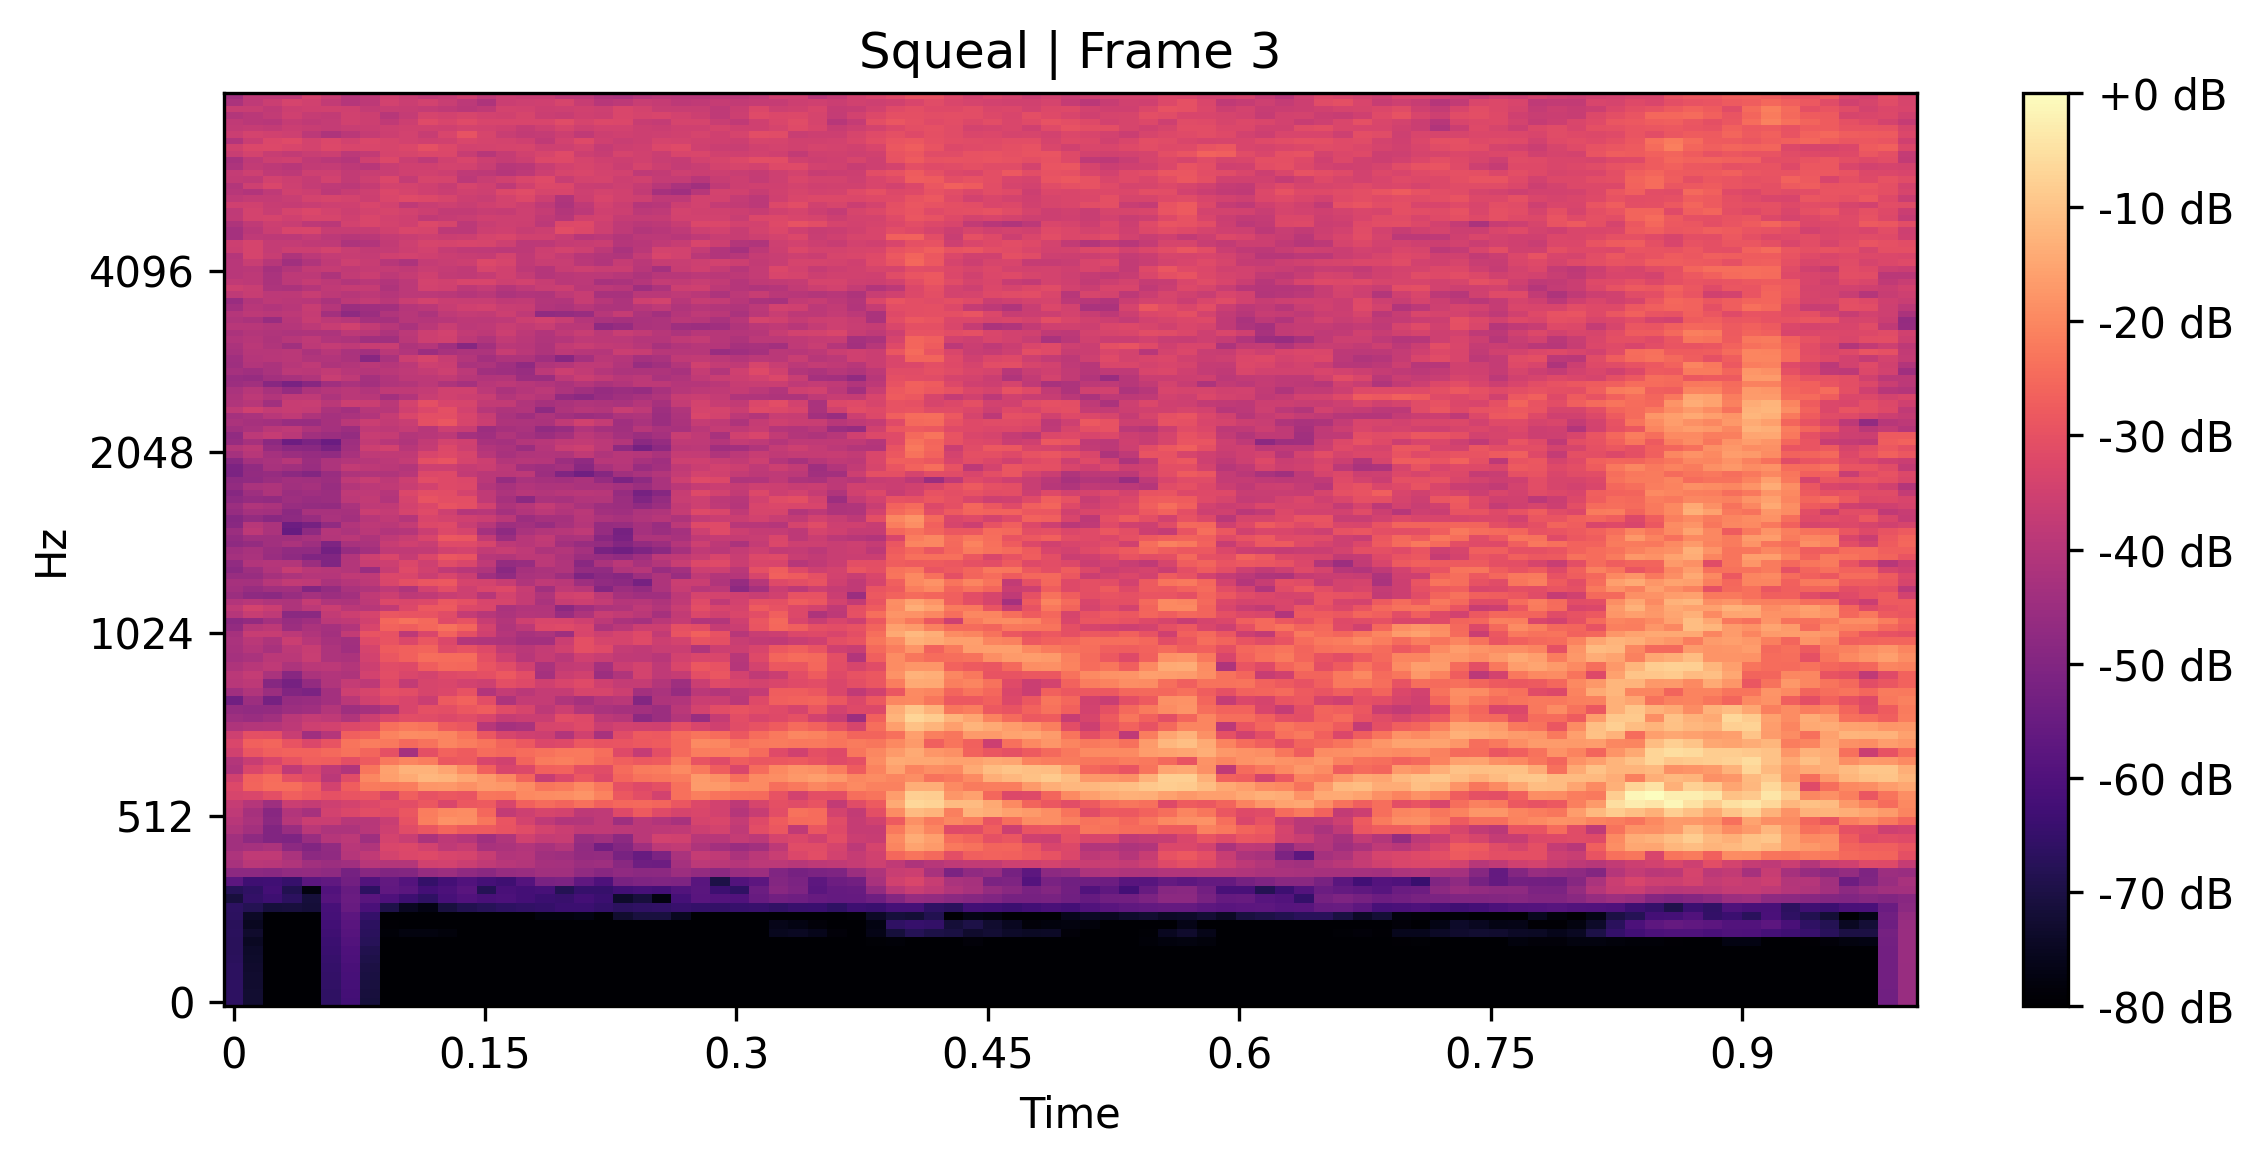 Squeal | Frame 3
Hz
4096
2048
1024
512
0
0 0.15 0.3 0.45 0.6 0.75 0.9
Time
+0 dB
-10 dB
-20 dB
-30 dB
-40 dB
-50 dB
-60 dB
-70 dB
-80 dB